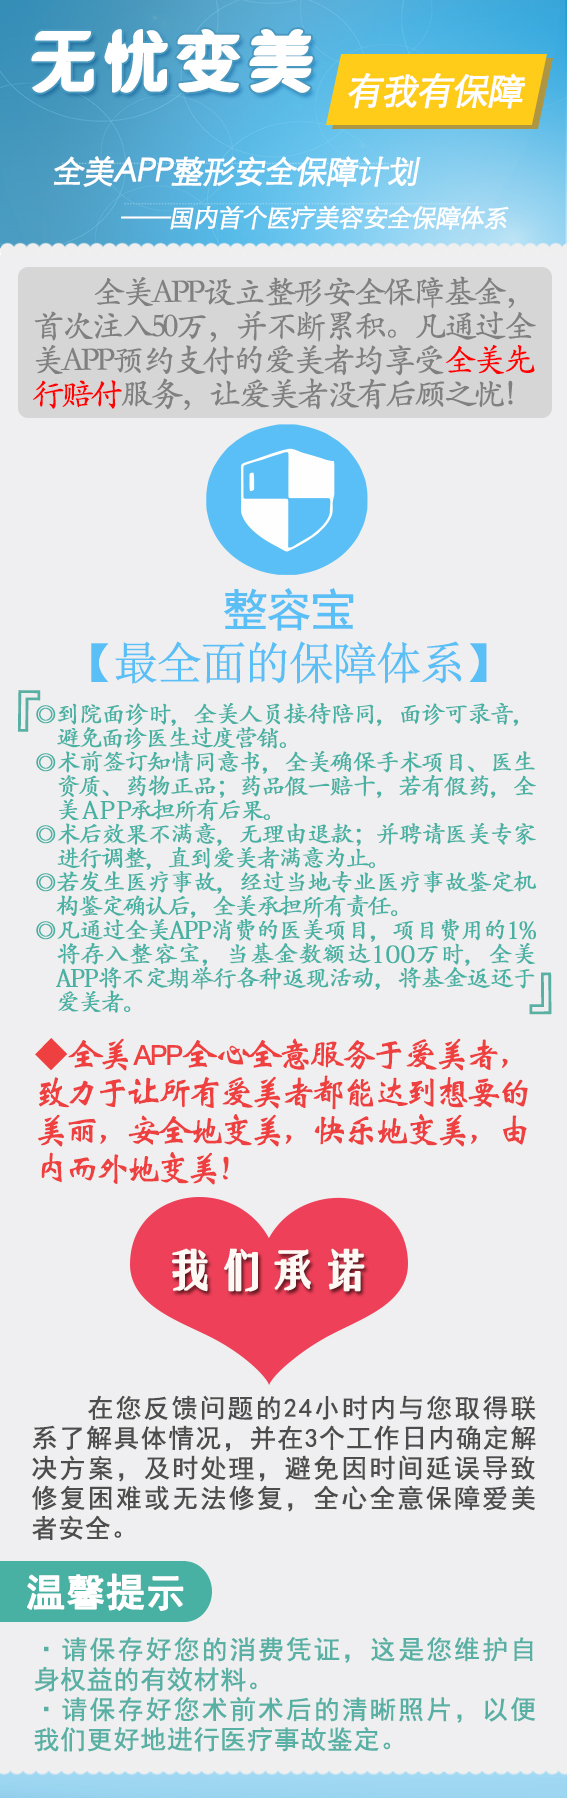 无忧变美
有我有保障
全美APP整形安全保障计划
——国内首个医疗美容安全保障体系
全美APP设立整形安全保障基金，
首次注入50万，并不断累积。凡通过全
美APP预约支付的爱美者均享受全美先
行赔付服务，让爱美者没有后顾之忧！
整容宝
【最全面的保障体系】
『◎到院面诊时，全美人员接待陪同，面诊可录音，
避免面诊医生过度营销。
◎术前签订知情同意书，全美确保手术项目、医生
资质、药物正品；药品假一赔十，若有假药，全
美APP承担所有后果。
◎术后效果不满意，无理由退款；并聘请医美专家
进行调整，直到爱美者满意为止。
◎若发生医疗事故，经过当地专业医疗事故鉴定机
构鉴定确认后，全美承担所有责任。
◎凡通过全美APP消费的医美项目，项目费用的1%
将存入整容宝，当基金数额达100万时，全美
APP将不定期举行各种返现活动，将基金返还于
爱美者。』
◆全美APP全心全意服务于爱美者，
致力于让所有爱美者都能达到想要的
美丽，安全地变美，快乐地变美，由
内而外地变美！
我们承诺
在您反馈问题的24小时内与您取得联
系了解具体情况，并在3个工作日内确定解
决方案，及时处理，避免因时间延误导致
修复困难或无法修复，全心全意保障爱美
者安全。
温馨提示
·请保存好您的消费凭证，这是您维护自
身权益的有效材料。
·请保存好您术前术后的清晰照片，以便
我们更好地进行医疗事故鉴定。